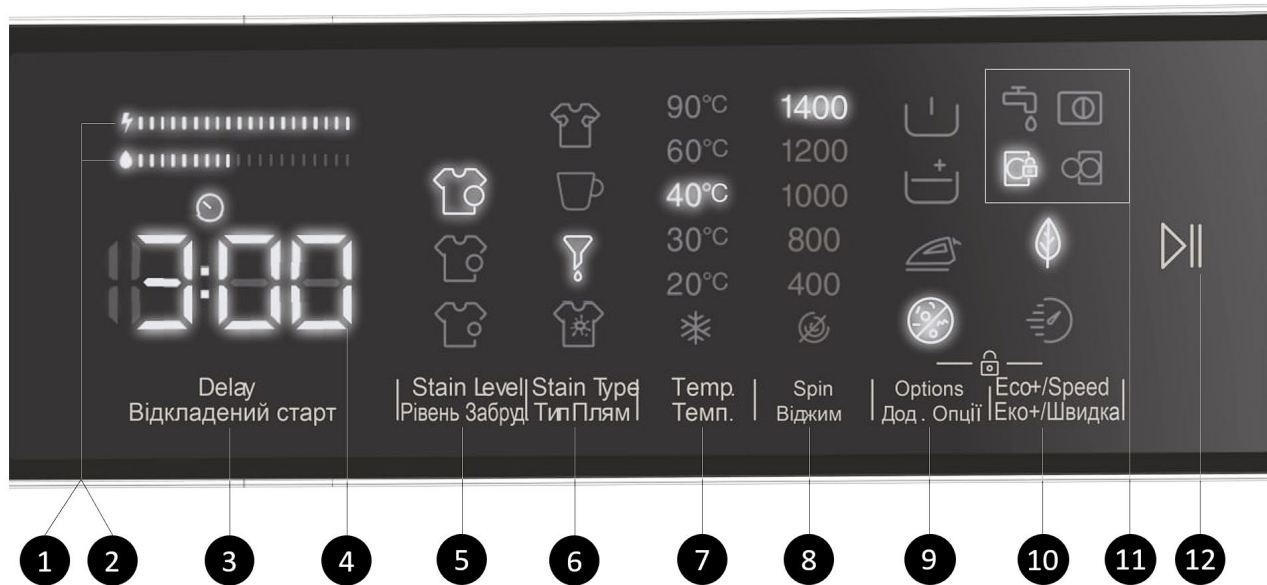 90°C
60°C
40°C
30°C
20°C
1400
1200
1000
800
400
3:00
Delay
Відкладений старт
Stain Level
Рівень Забруд.
Stain Type
Тип Плям
Temp.
Темп.
Spin
Віджим
Options
Дод. Опції
Eco+/Speed
Еко+/Швидка
1
2
3
4
5
6
7
8
9
10
11
12